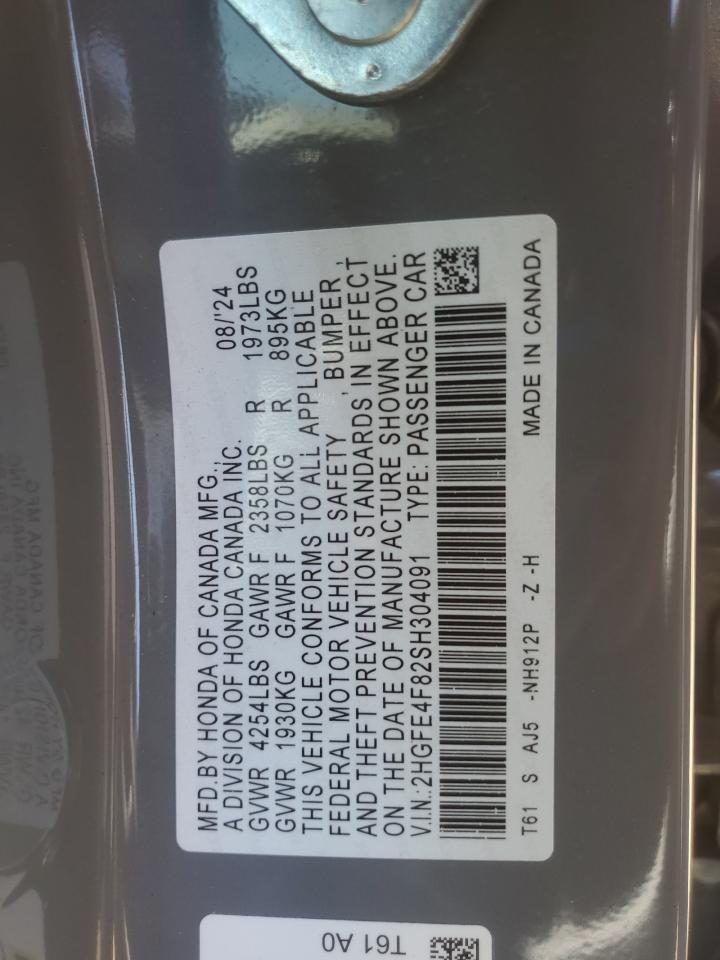 MFD.BY HONDA OF CANADA MFG.,
A DIVISION OF HONDA CANADA INC. 08/'24
GVWR 4254LBS GAWR F 2358LBS R 1973LBS
GVWR 1930KG GAWR F 1070KG R 895KG
THIS VEHICLE CONFORMS TO ALL APPLICABLE
FEDERAL MOTOR VEHICLE SAFETY , BUMPER ,
AND THEFT PREVENTION STANDARDS IN EFFECT
ON THE DATE OF MANUFACTURE SHOWN ABOVE.
V.I.N.:2HGFE4F82SH304091 TYPE: PASSENGER CAR
T61 S AJ5 -NH912P -Z -H MADE IN CANADA
T61 A0